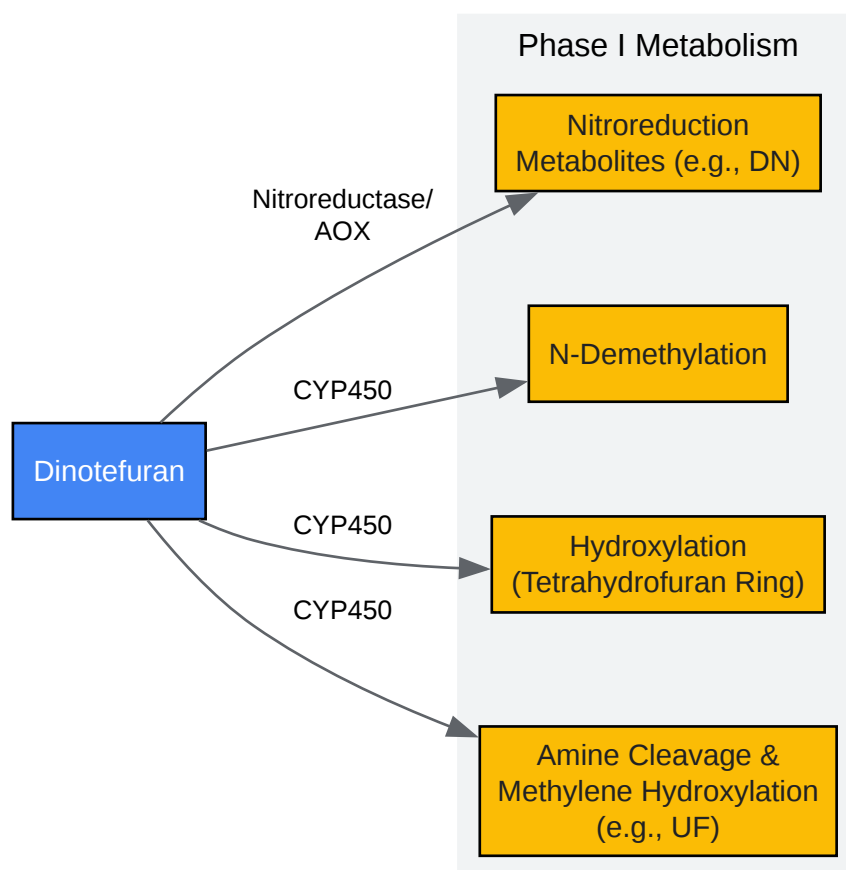 Phase I Metabolism
Nitroreduction
Metabolites (e.g., DN)
Nitroreductase/
AOX
N-Demethylation
CYP450
Dinotefuran
CYP450
Hydroxylation
(Tetrahydrofuran Ring)
CYP450
Amine Cleavage &
Methylene Hydroxylation
(e.g., UF)